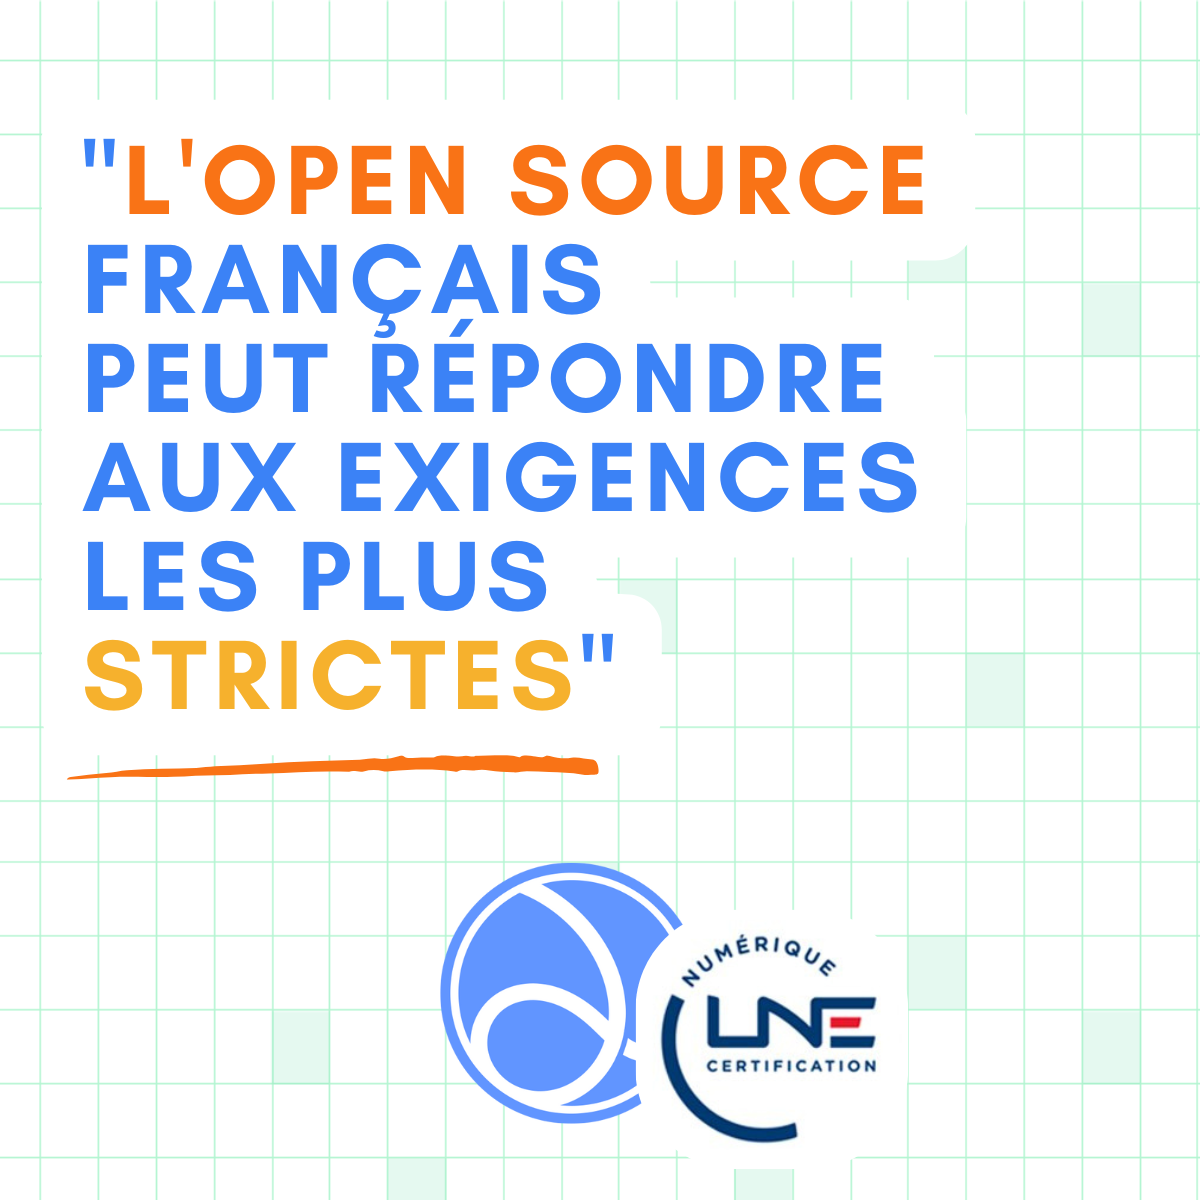 "L'OPEN SOURCE
FRANÇAIS
PEUT RÉPONDRE
AUX EXIGENCES
LES PLUS
STRICTES"
NUMÉRIQUE
LNE
CERTIFICATION